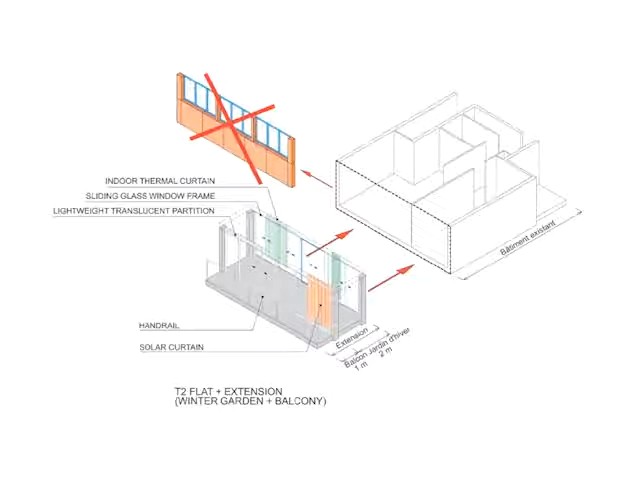 INDOOR THERMAL CURTAIN
SLIDING GLASS WINDOW FRAME
LIGHTWEIGHT TRANSLUCENT PARTITION
Bâtiment existant
HANDRAIL
SOLAR CURTAIN
Extension
Balcon Jardin d'hiver
1 m 2 m
T2 FLAT + EXTENSION
(WINTER GARDEN + BALCONY)